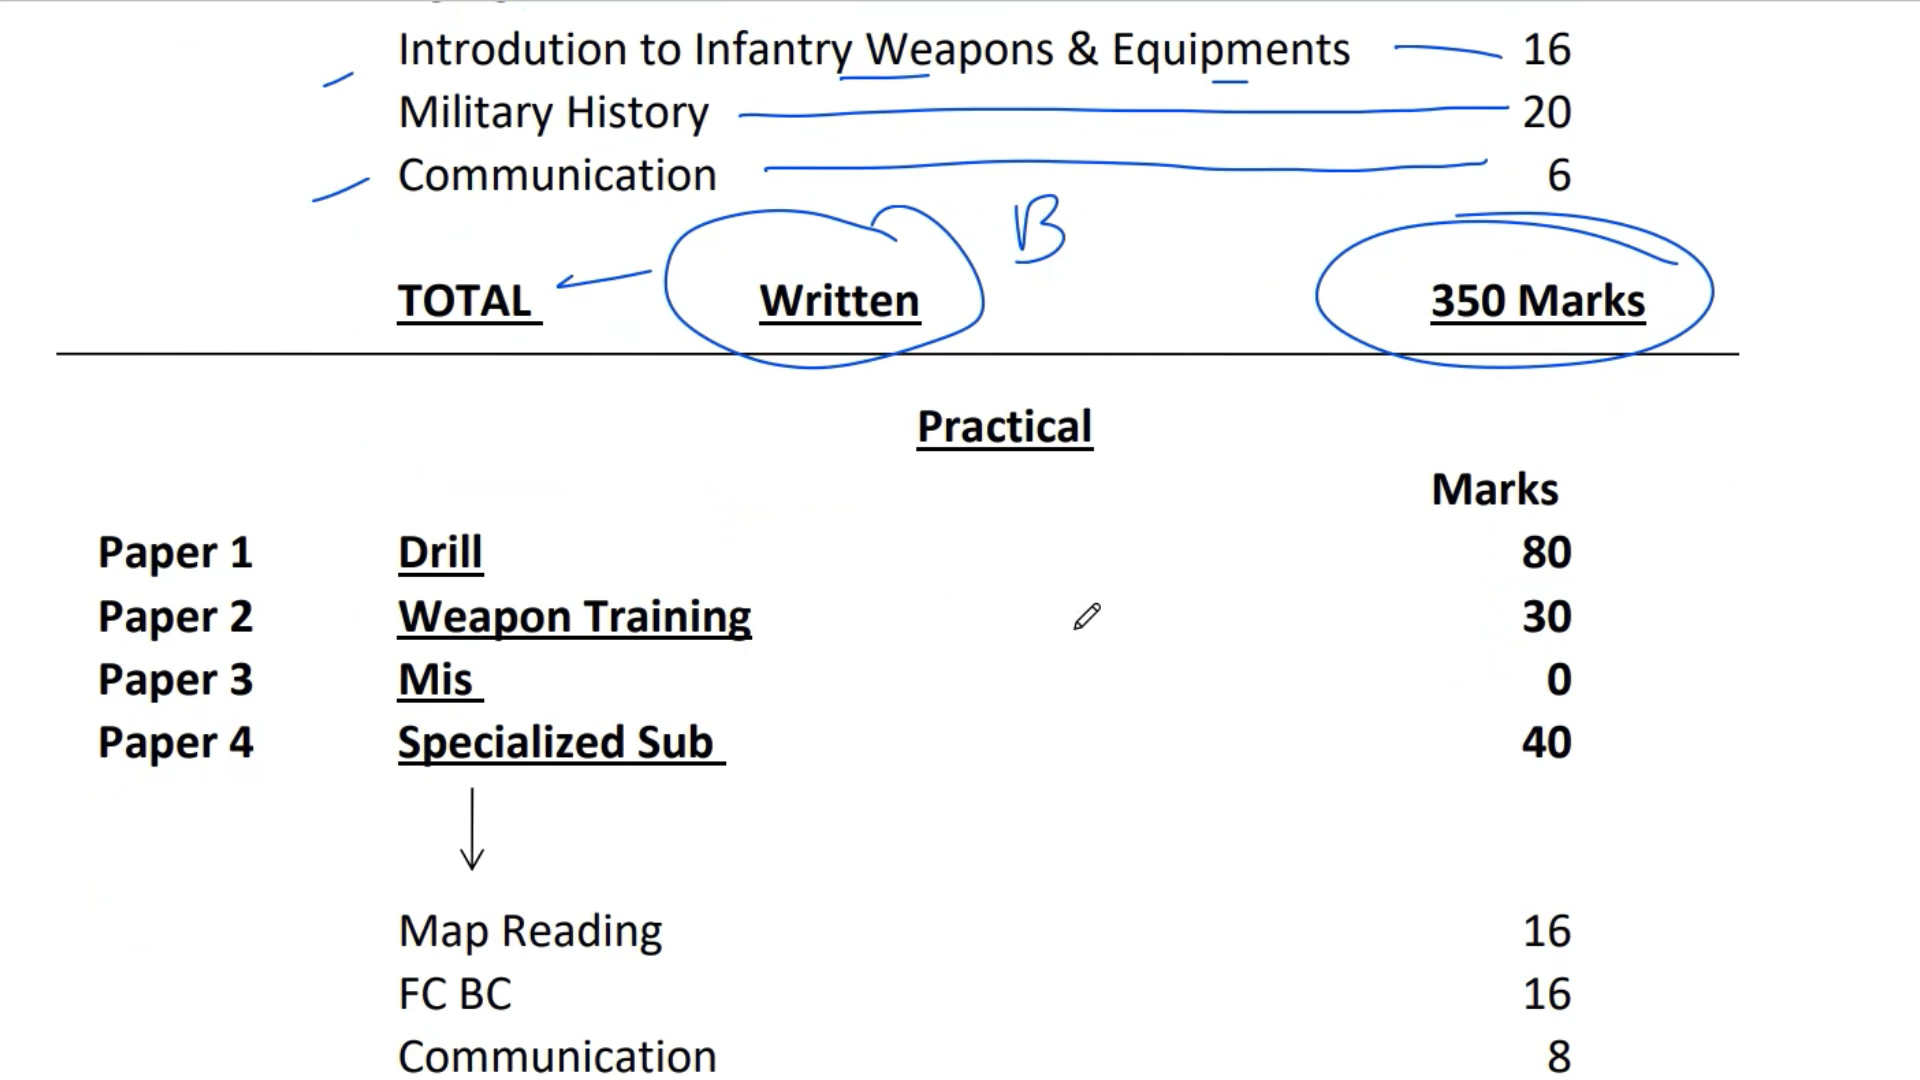 Introdution to Infantry Weapons & Equipments 16
Military History 20
Communication 6
B
TOTAL Written 350 Marks
Practical
Marks
Paper 1 Drill 80
Paper 2 Weapon Training 30
Paper 3 Mis 0
Paper 4 Specialized Sub 40
Map Reading 16
FC BC 16
Communication 8